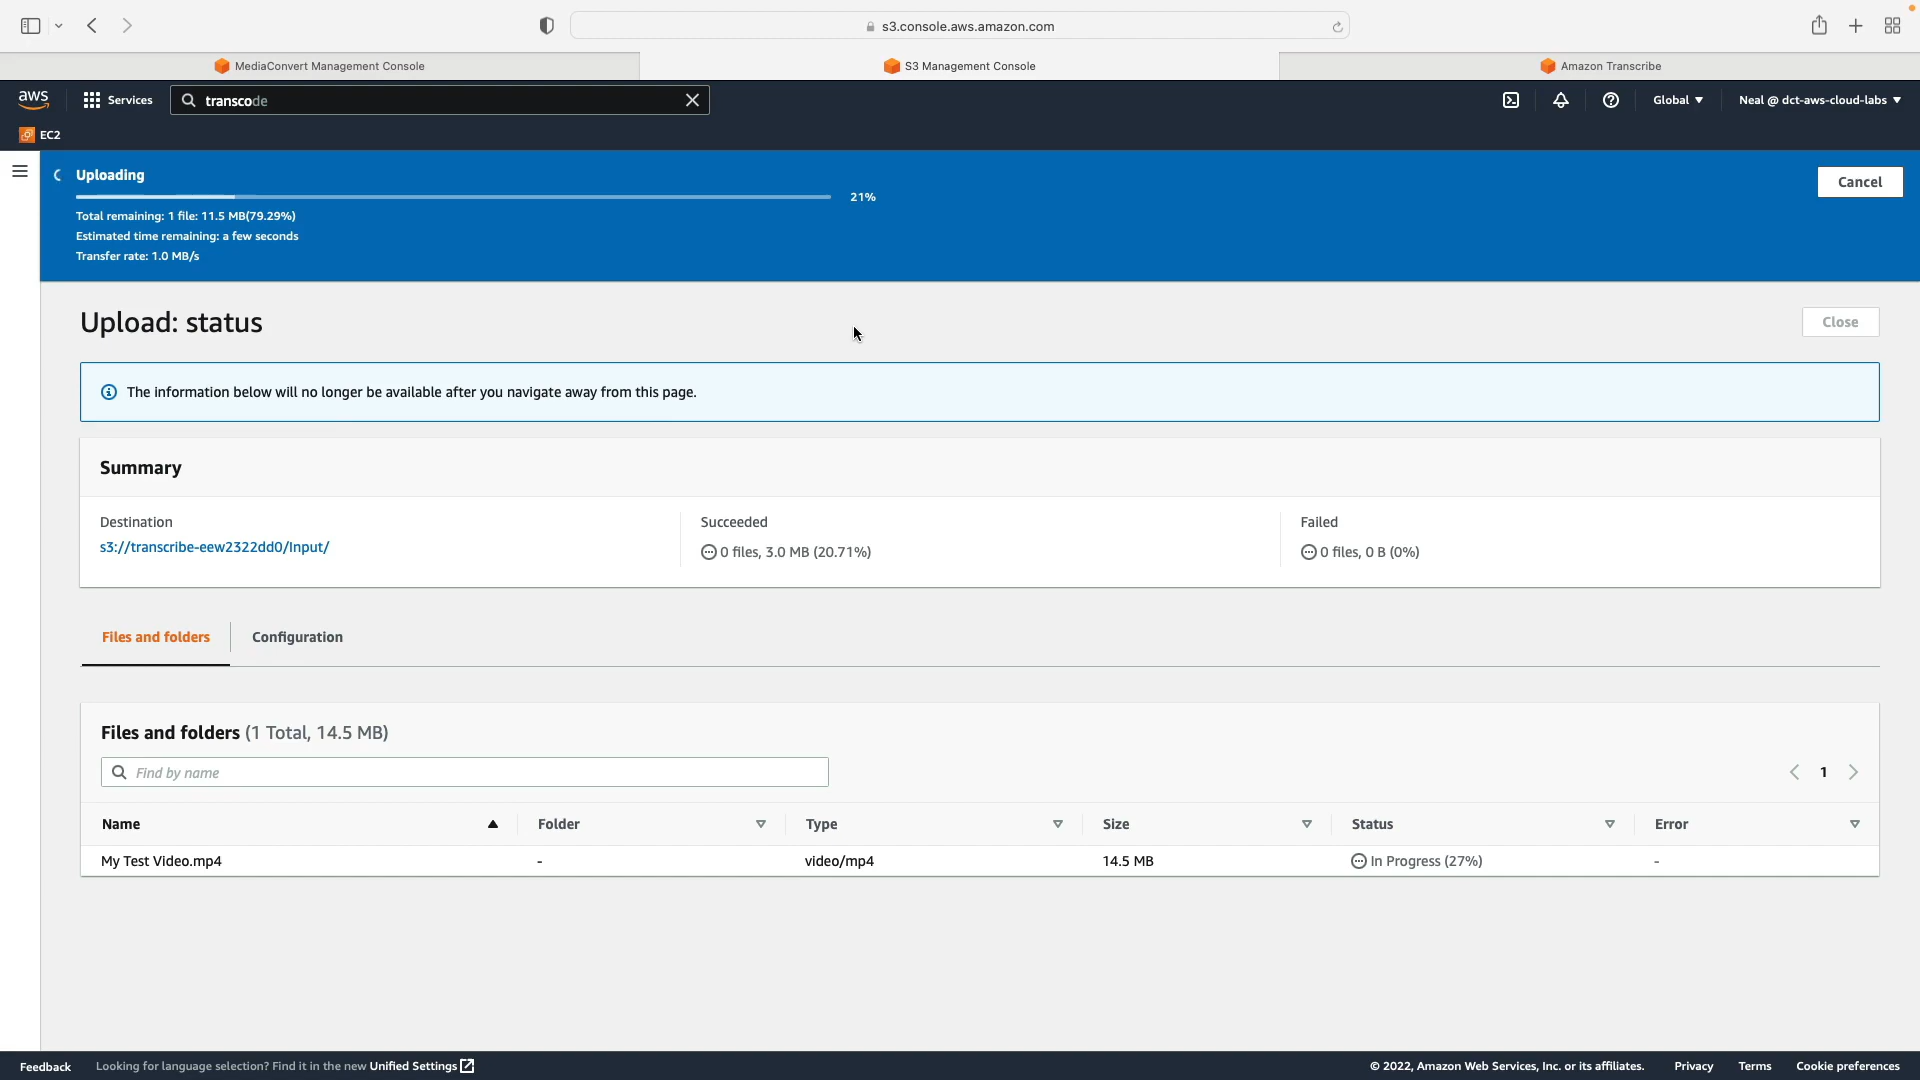 s3.console.aws.amazon.com
MediaConvert Management Console
S3 Management Console
Amazon Transcribe
aws
Services
transcode
Global
Neal @ dct-aws-cloud-labs
EC2
Uploading
21%
Cancel
Total remaining: 1 file: 11.5 MB(79.29%)
Estimated time remaining: a few seconds
Transfer rate: 1.0 MB/s
Upload: status
Close
The information below will no longer be available after you navigate away from this page.
Summary
Destination
s3://transcribe-eew2322dd0/Input/
Succeeded
0 files, 3.0 MB (20.71%)
Failed
0 files, 0 B (0%)
Files and folders
Configuration
Files and folders (1 Total, 14.5 MB)
Find by name
1
Name Folder Type Size Status Error
My Test Video.mp4 - video/mp4 14.5 MB In Progress (27%) -
Feedback
Looking for language selection? Find it in the new Unified Settings
© 2022, Amazon Web Services, Inc. or its affiliates.
Privacy
Terms
Cookie preferences